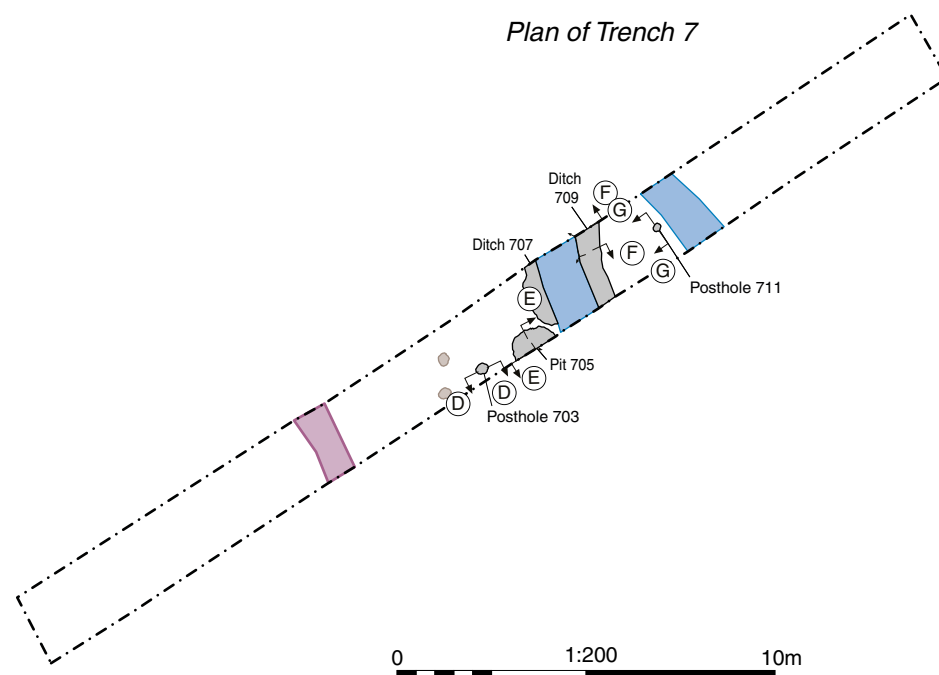 Plan of Trench 7
Ditch
709
F
G
Ditch 707
F
G
E
Posthole 711
Pit 705
E
D
D
Posthole 703
0
1:200
10m